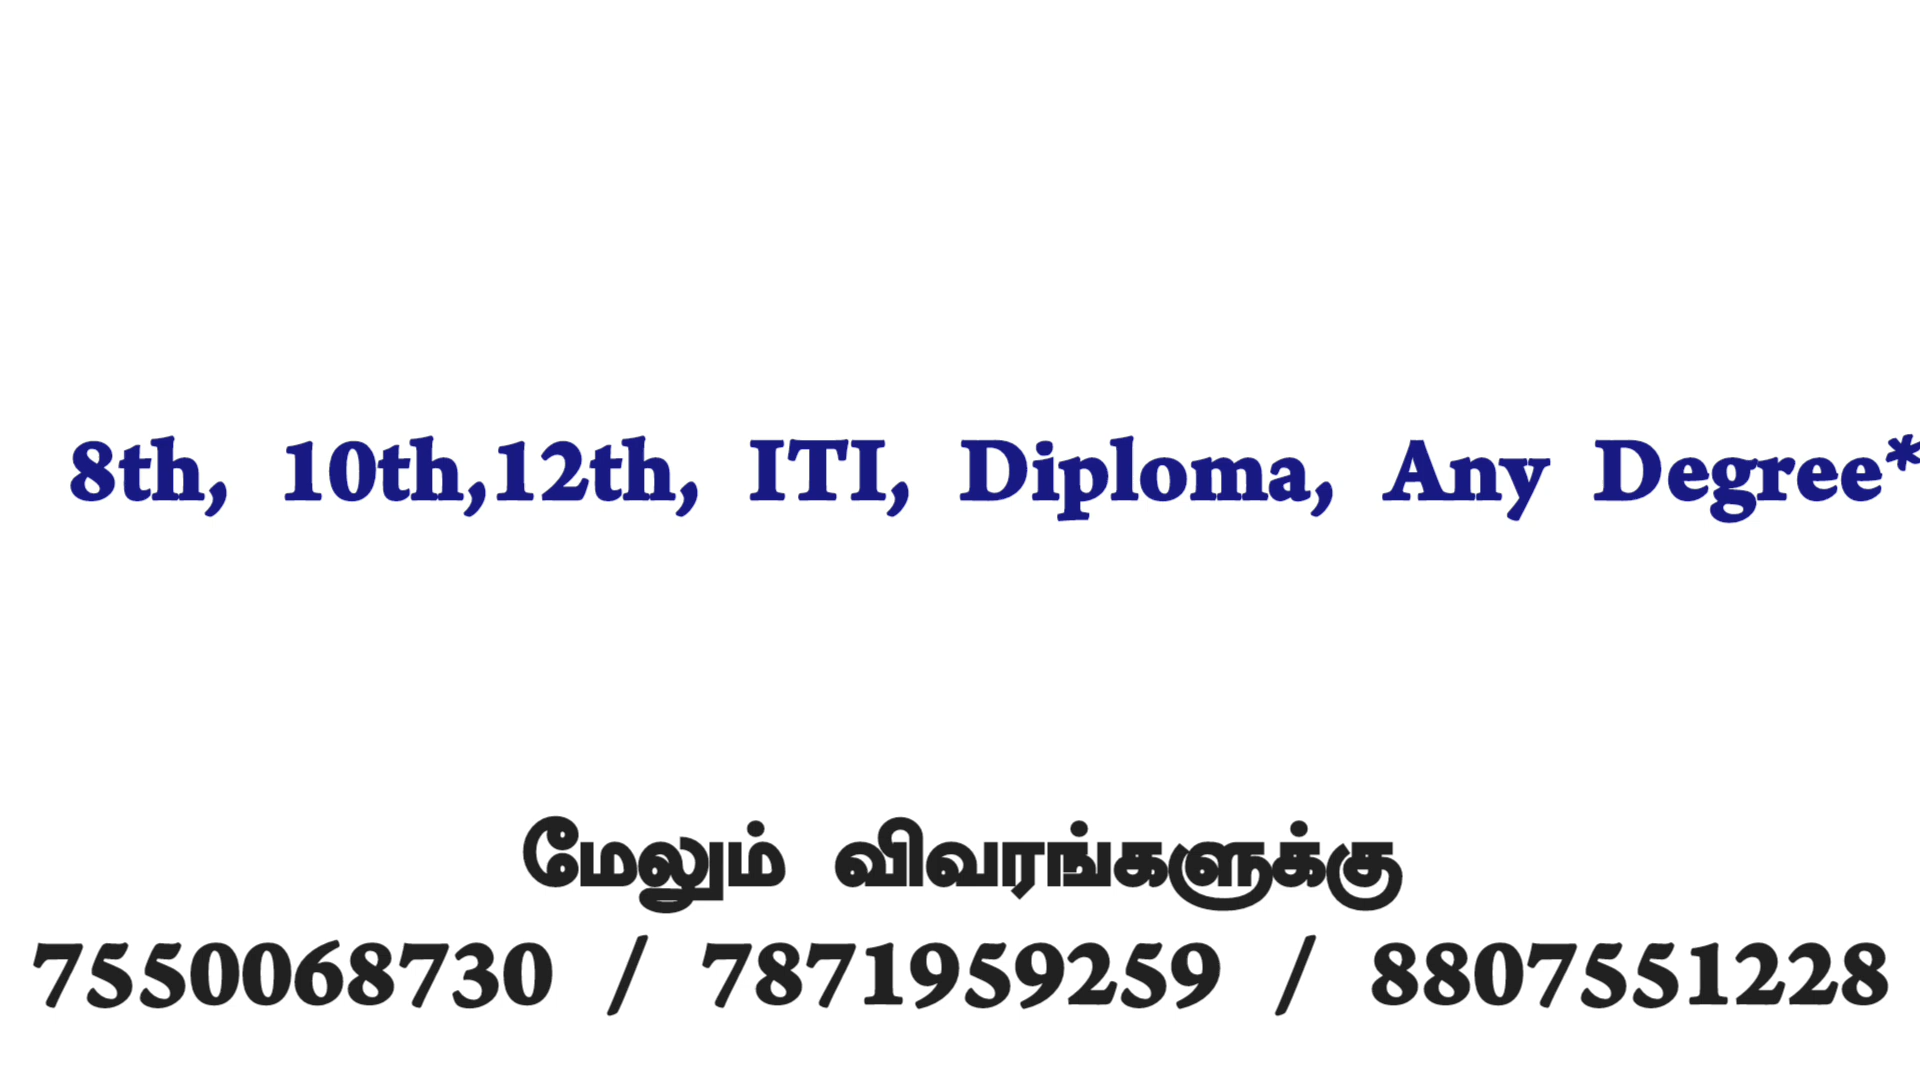 8th, 10th,12th, ITI, Diploma, Any Degree*
மேலும் விவரங்களுக்கு
7550068730 / 7871959259 / 8807551228